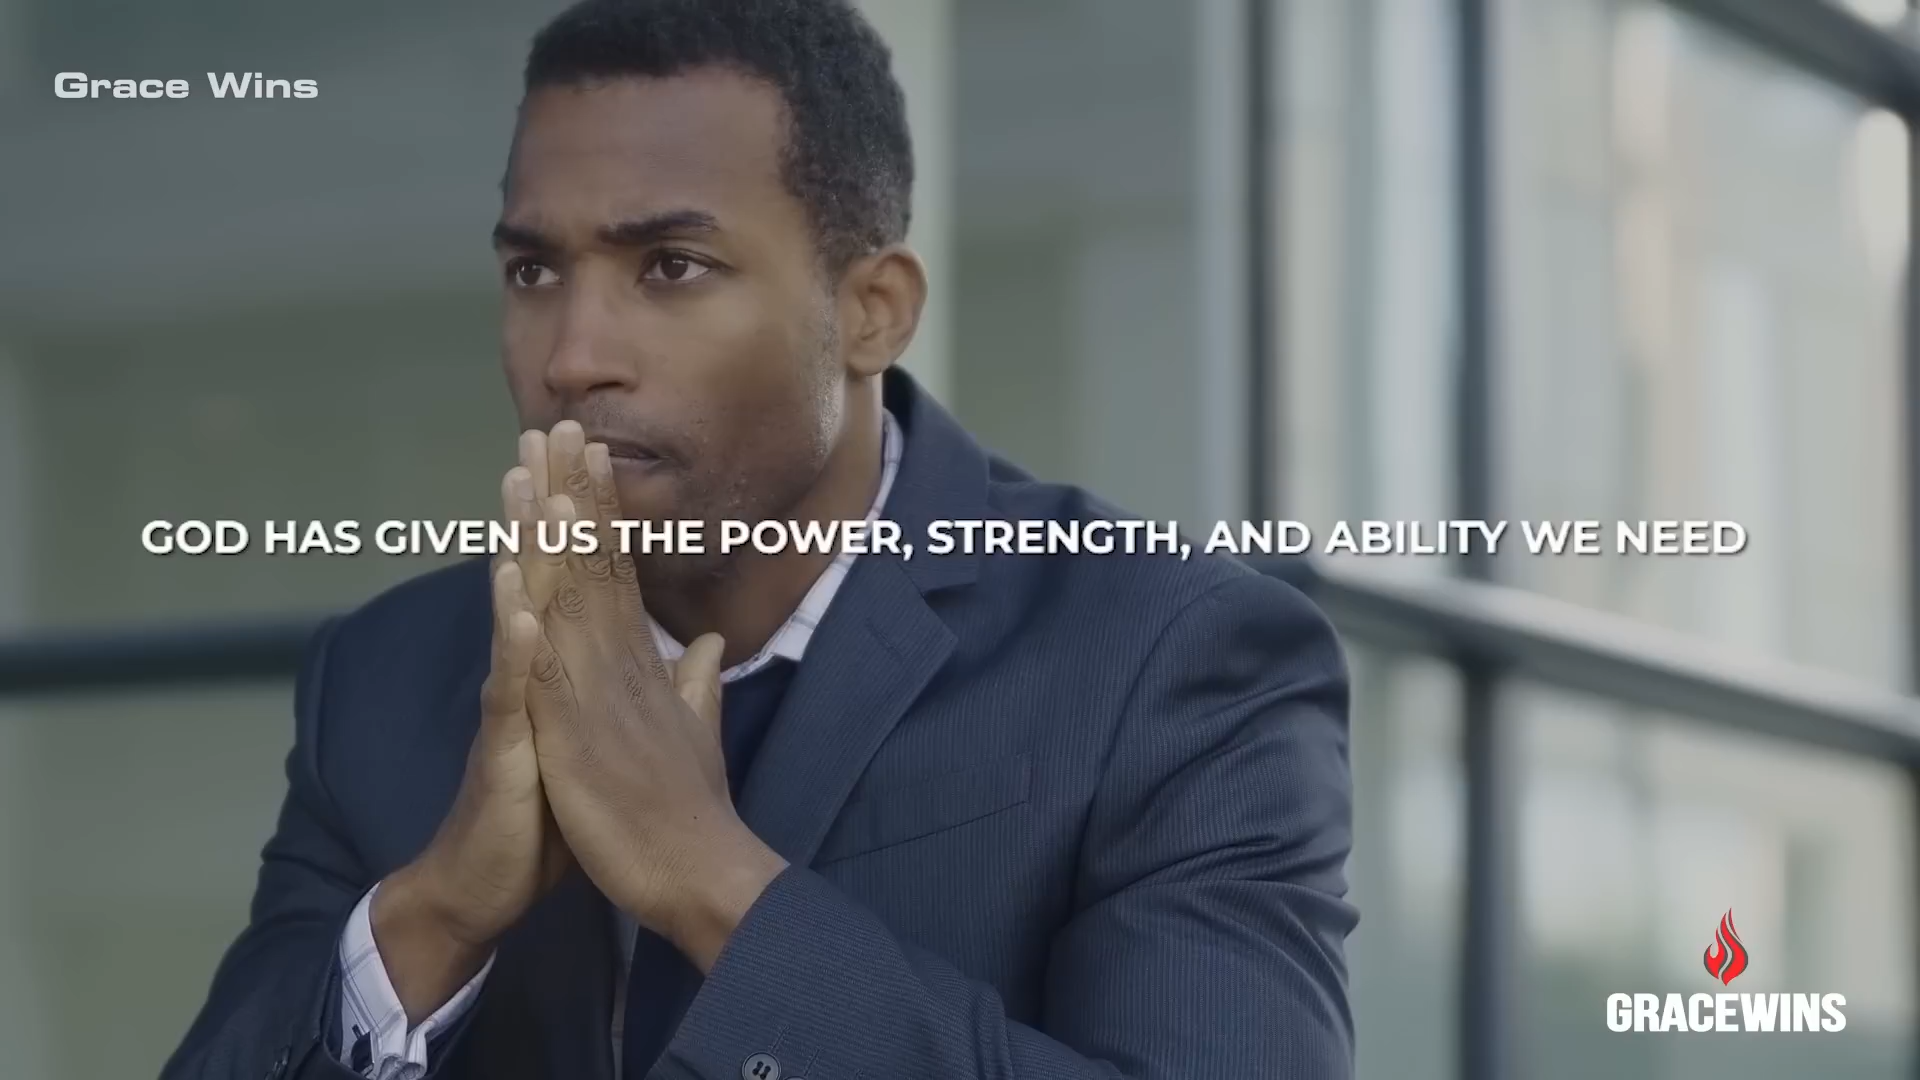 Grace Wins
GOD HAS GIVEN US THE POWER, STRENGTH, AND ABILITY WE NEED
GRACEWINS